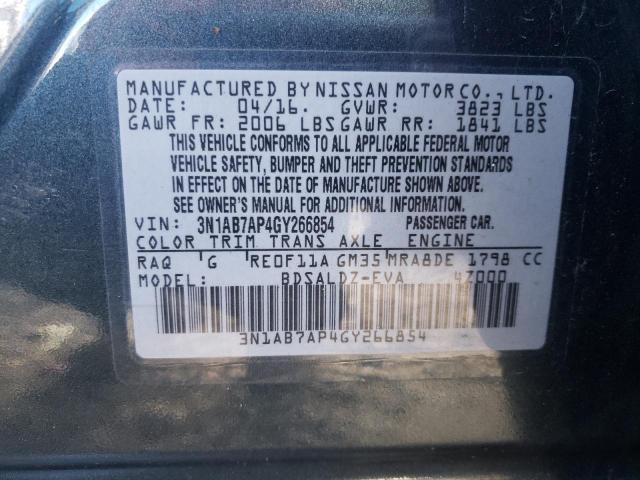 MANUFACTURED BY NISSAN MOTOR CO., LTD.
DATE: 04/16. GVWR: 3823 LBS
GAWR FR: 2006 LBS GAWR RR: 1841 LBS
THIS VEHICLE CONFORMS TO ALL APPLICABLE FEDERAL MOTOR
VEHICLE SAFETY, BUMPER AND THEFT PREVENTION STANDARDS
IN EFFECT ON THE DATE OF MANUFACTURE SHOWN ABOVE.
SEE OWNER'S MANUAL FOR ADDITIONAL INFORMATION.
VIN: 3N1AB7AP4GY266854 PASSENGER CAR.
COLOR TRIM TRANS AXLE ENGINE
RAQ G RE0F11A GM35 MRA8DE 1798 CC
MODEL: BDSALDZ-EVA 4Z000
3N1AB7AP4GY266854